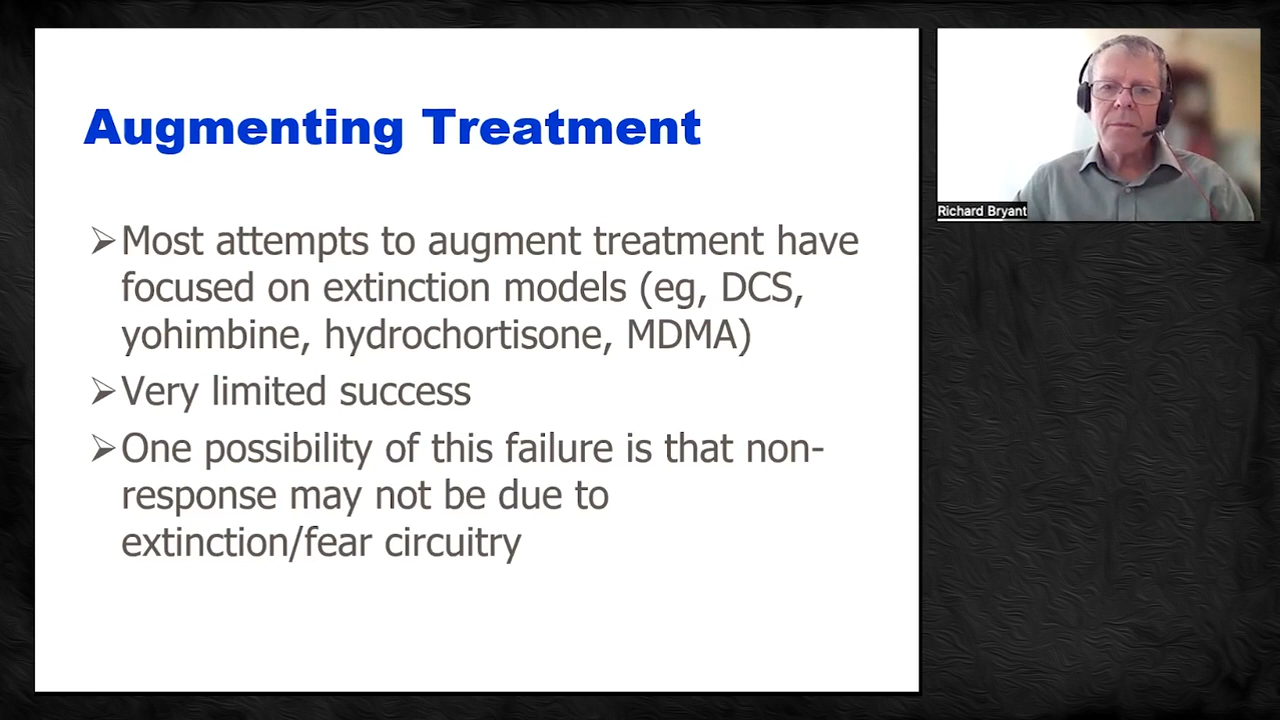 Augmenting Treatment
➢Most attempts to augment treatment have
focused on extinction models (eg, DCS,
yohimbine, hydrochortisone, MDMA)
➢Very limited success
➢One possibility of this failure is that non-
response may not be due to
extinction/fear circuitry
Richard Bryant